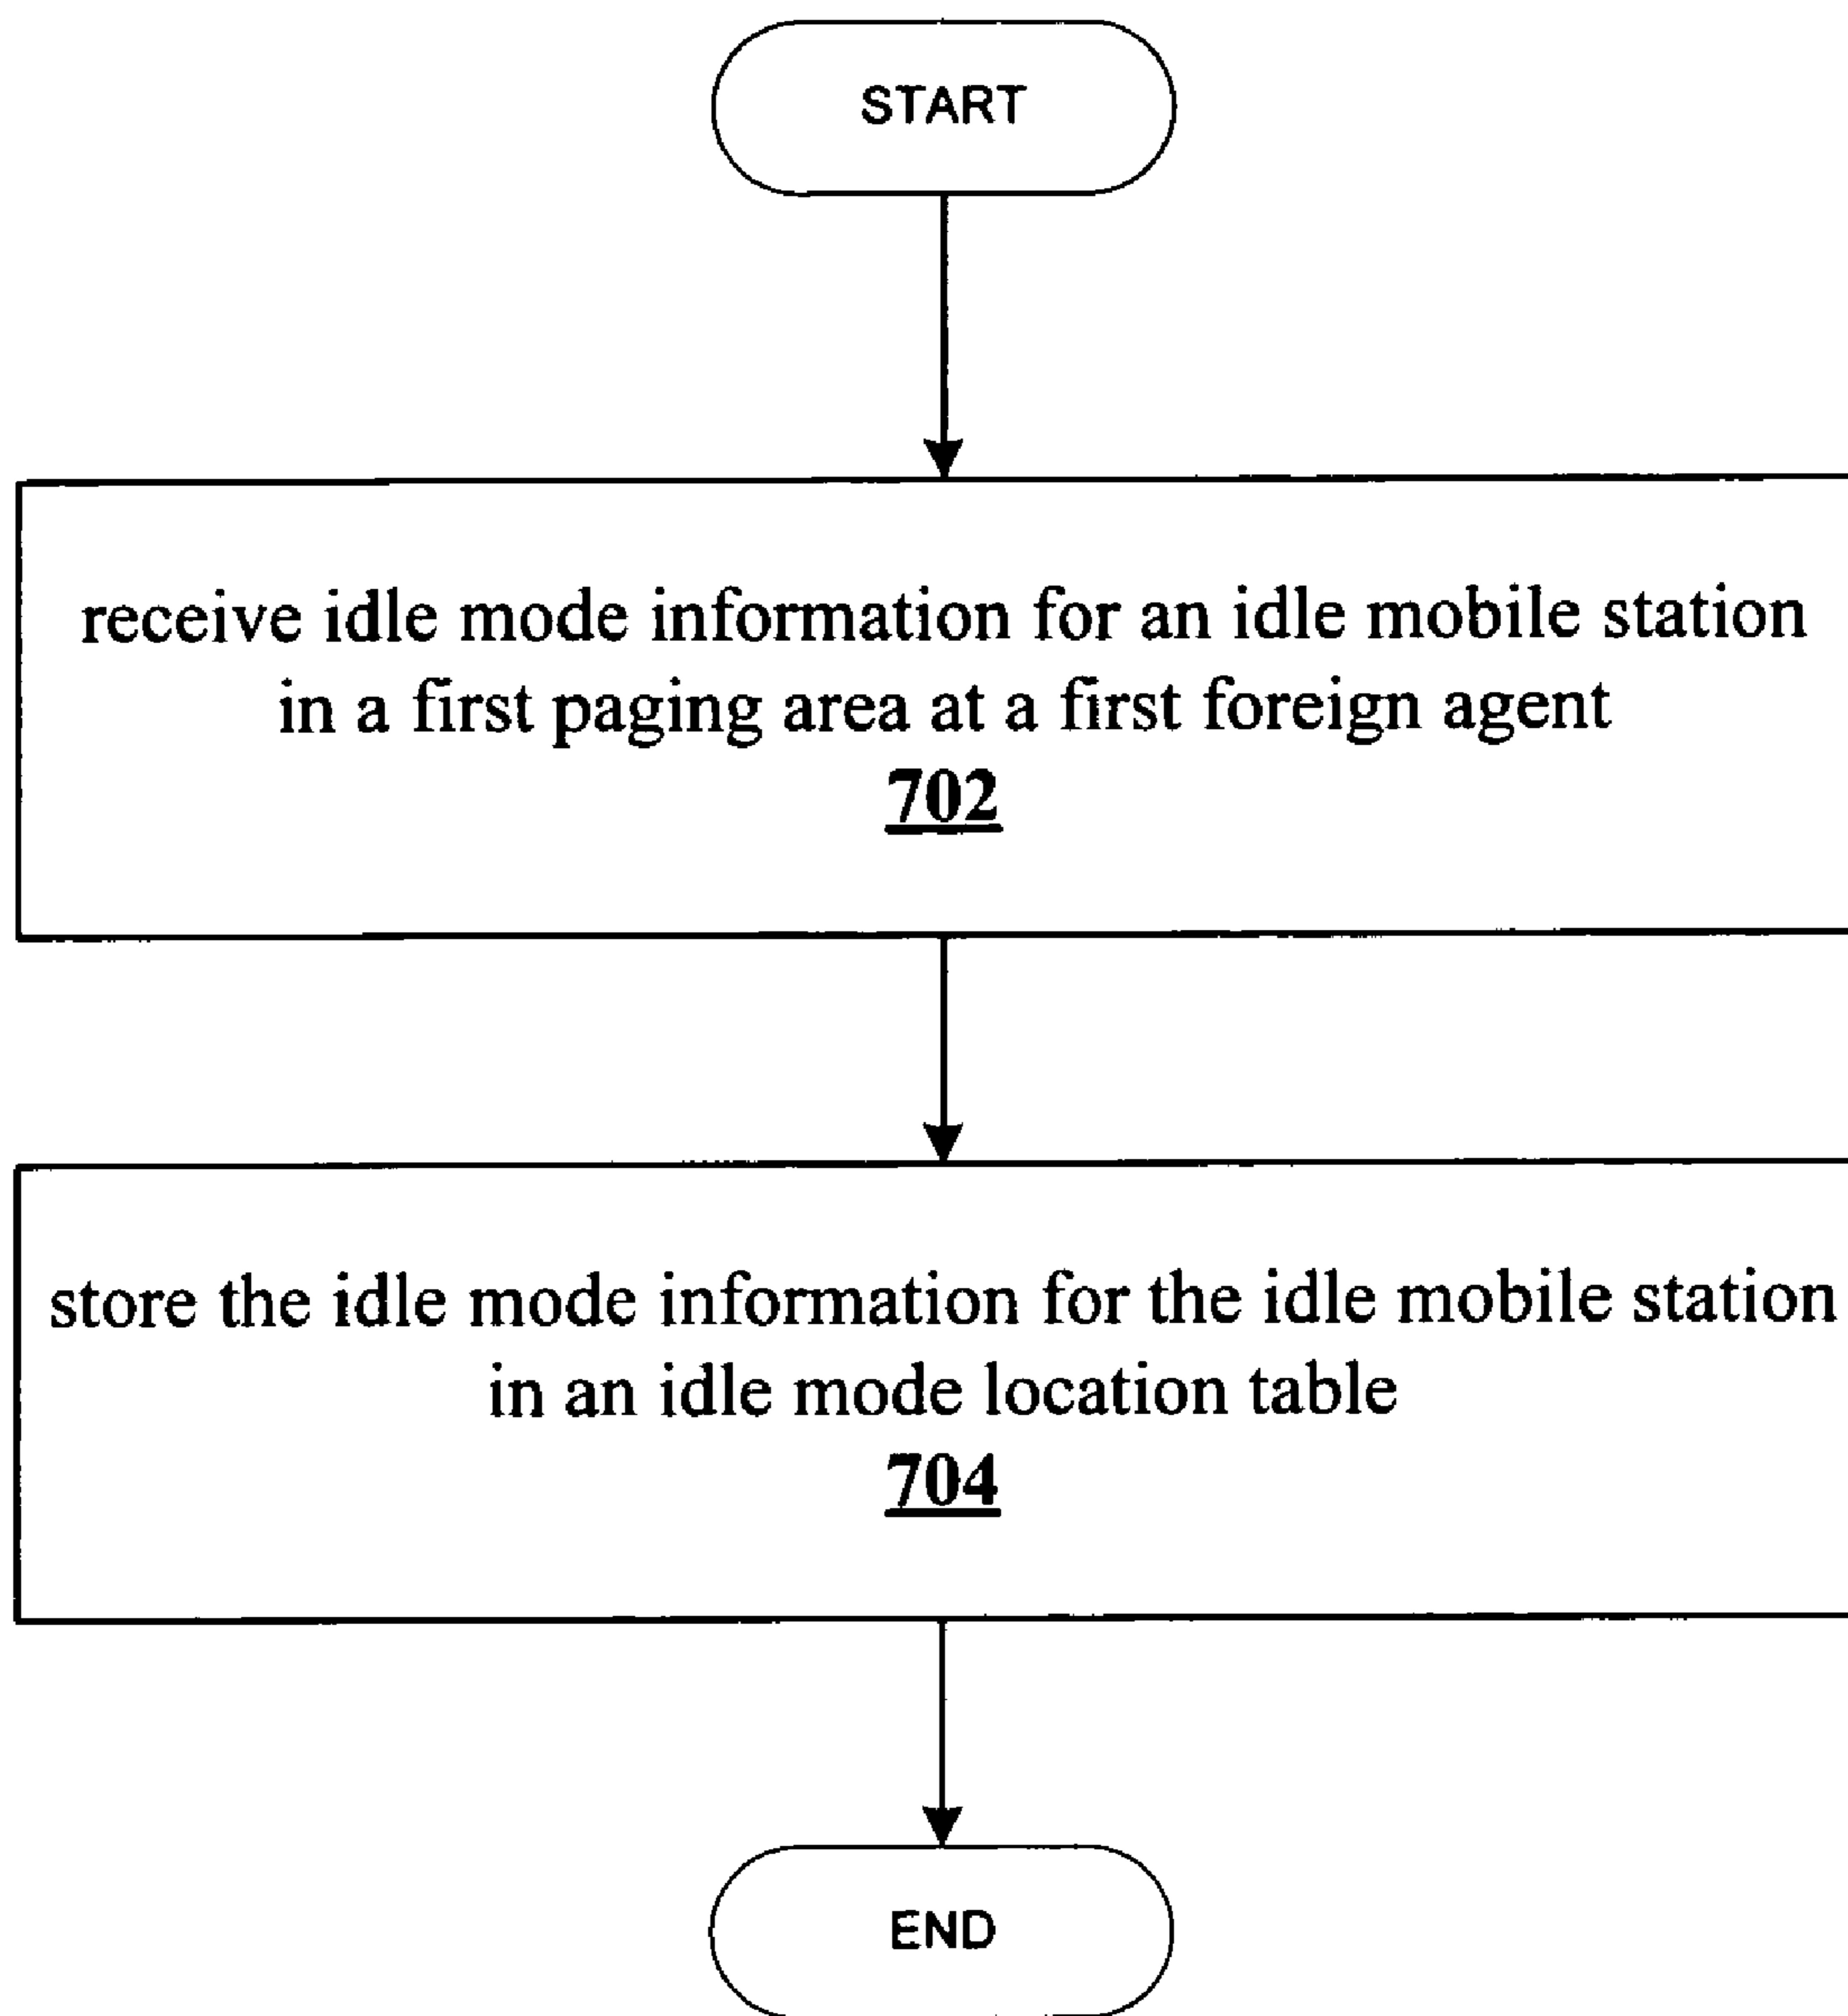 START
receive idle mode information for an idle mobile station
in a first paging area at a first foreign agent
702
store the idle mode information for the idle mobile station
in an idle mode location table
704
END